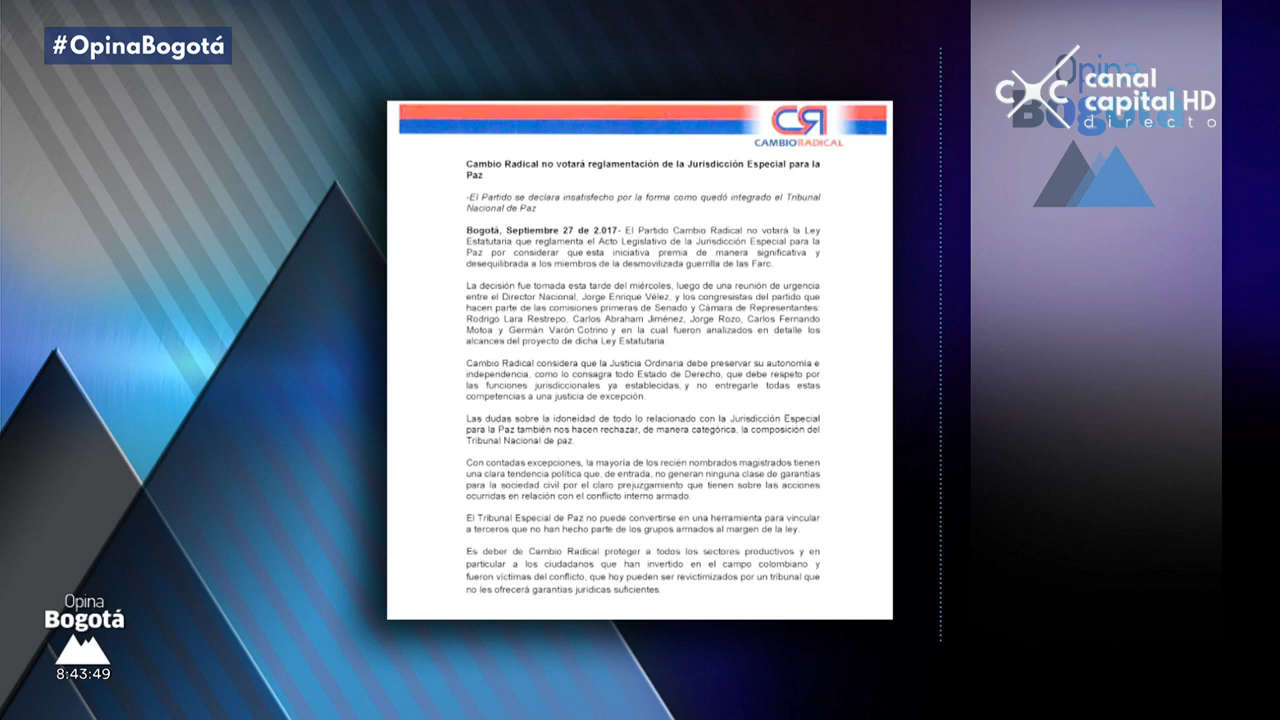 #OpinaBogotá
Opina
canal
capital HD
directo
CR
CAMBIO RADICAL
Cambio Radical no votará reglamentación de la Jurisdicción Especial para la
Paz
-El Partido se declara insatisfecho por la forma como quedó integrado el Tribunal
Nacional de Paz
Bogotá, Septiembre 27 de 2.017- El Partido Cambio Radical no votará la Ley
Estatutaria que reglamenta el Acto Legislativo de la Jurisdicción Especial para la
Paz por considerar que esta iniciativa premia de manera significativa y
desequilibrada a los miembros de la desmovilizada guerrilla de las Farc.
La decisión fue tomada esta tarde del miércoles, luego de una reunión de urgencia
entre el Director Nacional, Jorge Enrique Vélez, y los congresistas del partido que
hacen parte de las comisiones primeras de Senado y Cámara de Representantes:
Rodrigo Lara Restrepo, Carlos Abraham Jiménez, Jorge Rozo, Carlos Fernando
Motoa y Germán Varón Cotrino y en la cual fueron analizados en detalle los
alcances del proyecto de dicha Ley Estatutaria
Cambio Radical considera que la Justicia Ordinaria debe preservar su autonomía e
independencia, como lo consagra todo Estado de Derecho, que debe respeto por
las funciones jurisdiccionales ya establecidas, y no entregarle todas estas
competencias a una justicia de excepción.
Las dudas sobre la idoneidad de todo lo relacionado con la Jurisdicción Especial
para la Paz también nos hacen rechazar, de manera categórica, la composición del
Tribunal Nacional de paz.
Con contadas excepciones, la mayoría de los recién nombrados magistrados tienen
una clara tendencia política que, de entrada, no generan ninguna clase de garantías
para la sociedad civil por el claro prejuzgamiento que tienen sobre las acciones
ocurridas en relación con el conflicto interno armado.
El Tribunal Especial de Paz no puede convertirse en una herramienta para vincular
a terceros que no han hecho parte de los grupos armados al margen de la ley.
Es deber de Cambio Radical proteger a todos los sectores productivos y en
particular a los ciudadanos que han invertido en el campo colombiano y
fueron víctimas del conflicto, que hoy pueden ser revictimizados por un tribunal que
no les ofrecerá garantías jurídicas suficientes.
Opina
Bogotá
8:43:49